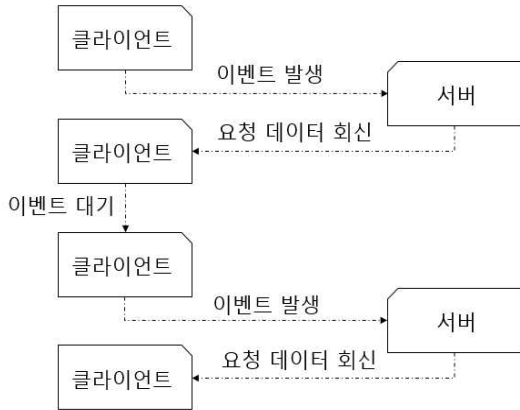 클라이언트
이벤트 발생
서버
요청 데이터 회신
클라이언트
이벤트 대기
클라이언트
이벤트 발생
서버
요청 데이터 회신
클라이언트